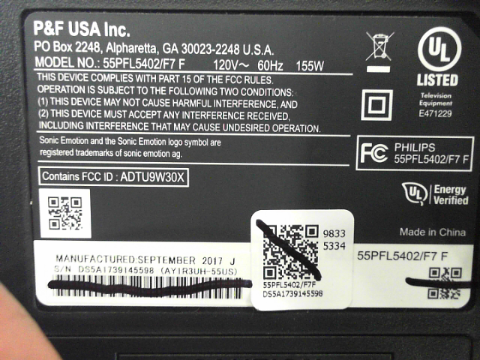 P&F USA Inc.
PO Box 2248, Alpharetta, GA 30023-2248 U.S.A.
MODEL NO.: 55PFL5402/F7 F 120V~ 60Hz 155W
THIS DEVICE COMPLIES WITH PART 15 OF THE FCC RULES.
OPERATION IS SUBJECT TO THE FOLLOWING TWO CONDITIONS:
(1) THIS DEVICE MAY NOT CAUSE HARMFUL INTERFERENCE, AND
(2) THIS DEVICE MUST ACCEPT ANY INTERFERENCE RECEIVED,
INCLUDING INTERFERENCE THAT MAY CAUSE UNDESIRED OPERATION.
Sonic Emotion and the Sonic Emotion logo symbol are
registered trademarks of sonic emotion ag.
Contains FCC ID : ADTU9W30X
UL
LISTED
Television
Equipment
E471229
FC
PHILIPS
55PFL5402/F7 F
UL
Energy
Verified
Made in China
MANUFACTURED SEPTEMBER 2017 J
S/N DS5A1739145598 (AY1R3UH-55US)
9833
5334
55PFL5402/F7F
DS5A1739145598
55PFL5402/F7 F